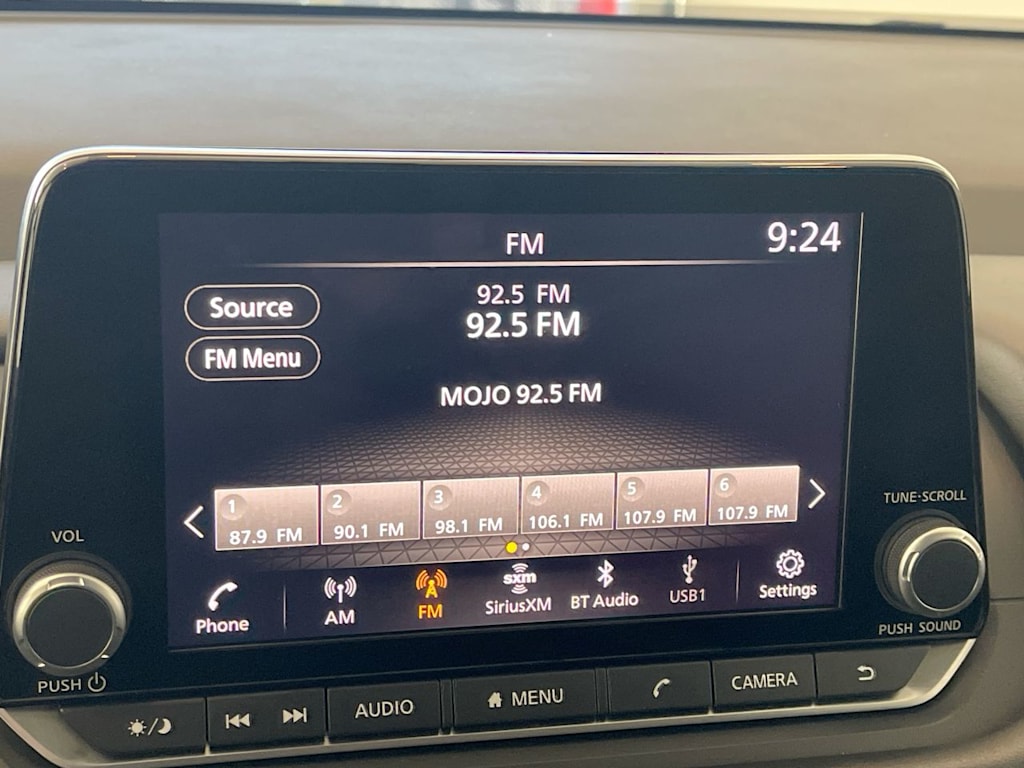 FM
9:24
Source
92.5 FM
92.5 FM
FM Menu
MOJO 92.5 FM
1
87.9 FM
2
90.1 FM
3
98.1 FM
4
106.1 FM
5
107.9 FM
6
107.9 FM
Phone
AM
FM
sxm
SiriusXM
BT Audio
USB1
Settings
VOL
PUSH
TUNE·SCROLL
PUSH SOUND
AUDIO
MENU
CAMERA